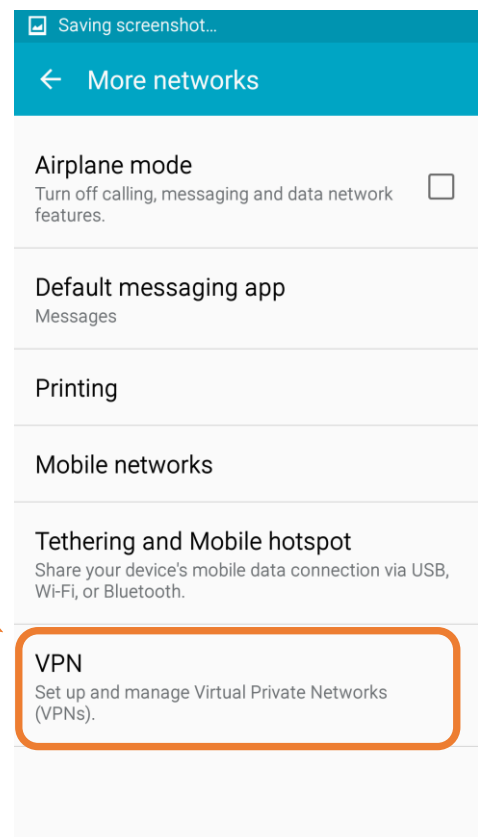 Saving screenshot...
More networks
Airplane mode
Turn off calling, messaging and data network
features.
Default messaging app
Messages
Printing
Mobile networks
Tethering and Mobile hotspot
Share your device's mobile data connection via USB,
Wi-Fi, or Bluetooth.
VPN
Set up and manage Virtual Private Networks
(VPNs).